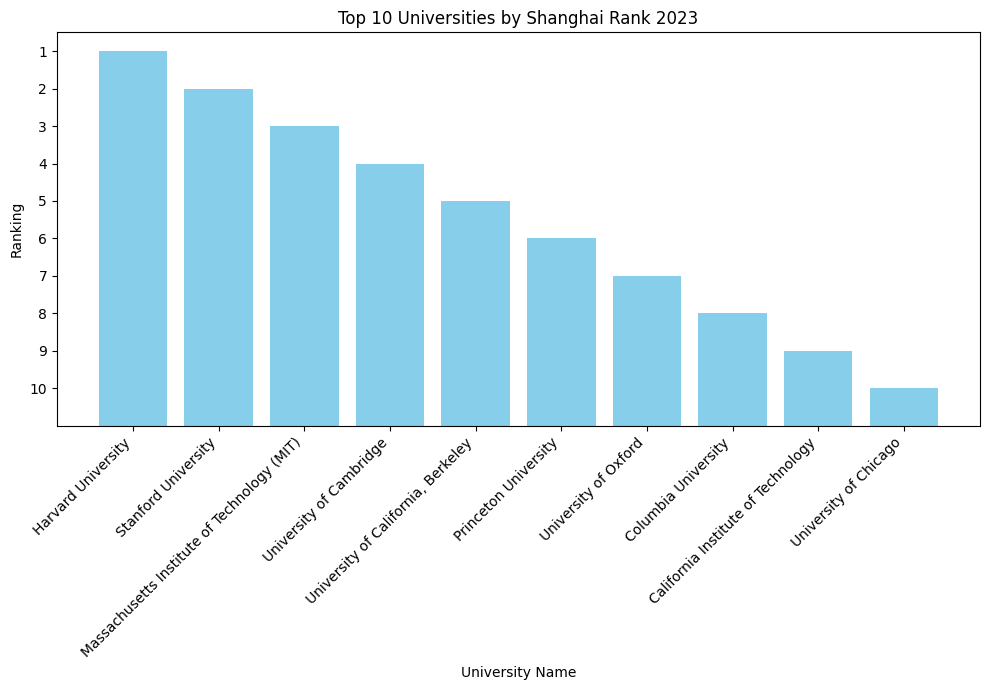 Top 10 Universities by Shanghai Rank 2023
Ranking
1
2
3
4
5
6
7
8
9
10
Harvard University
Stanford University
Massachusetts Institute of Technology (MIT)
University of Cambridge
University of California, Berkeley
Princeton University
University of Oxford
Columbia University
California Institute of Technology
University of Chicago
University Name